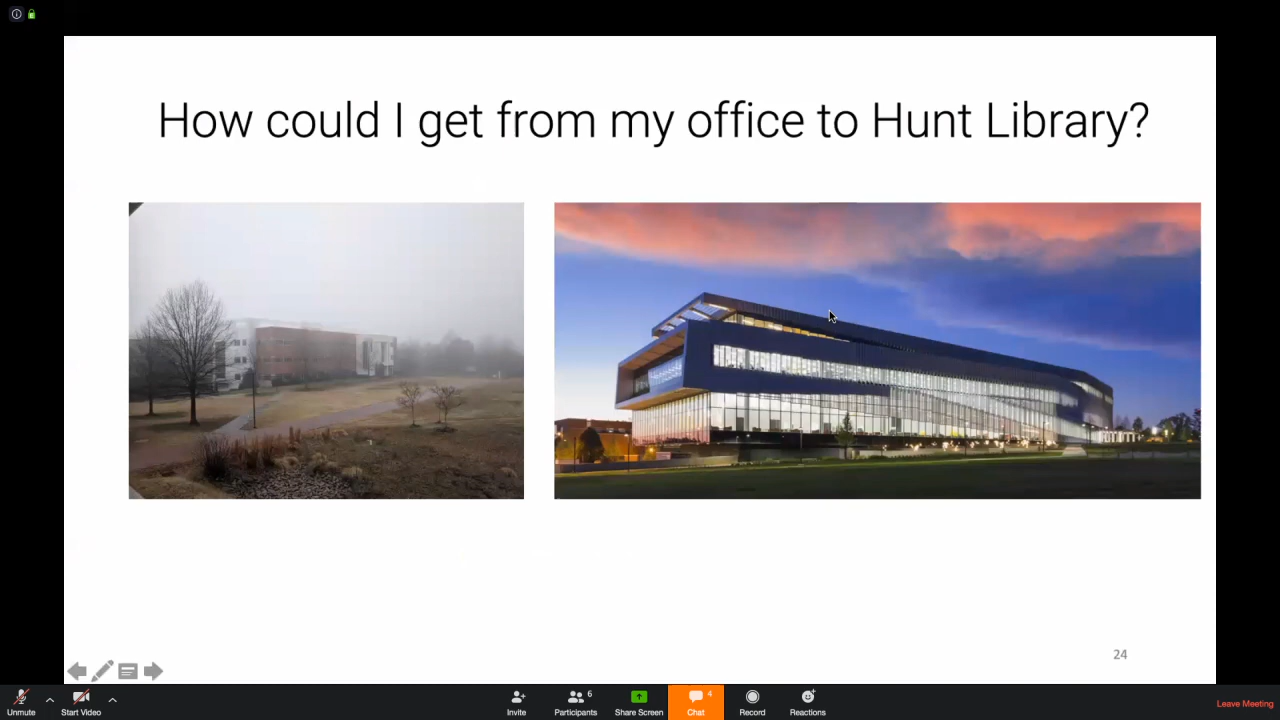 How could I get from my office to Hunt Library?
24
Unmute
Start Video
Invite
6
Participants
Share Screen
4
Chat
Record
Reactions
Leave Meeting